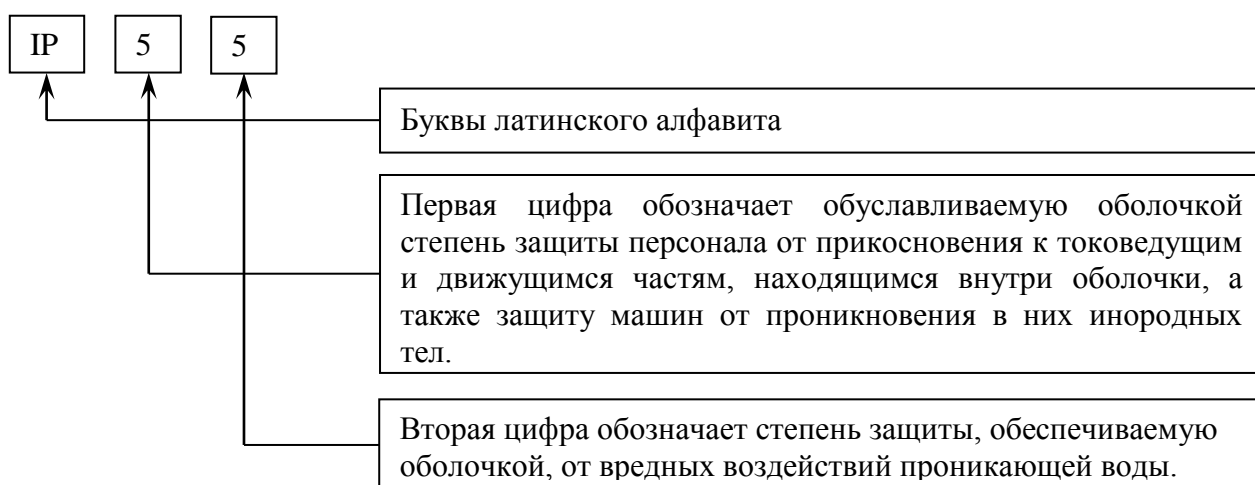 IP 5 5
Буквы латинского алфавита
Первая цифра обозначает обуславливаемую оболочкой
степень защиты персонала от прикосновения к токоведущим
и движущимся частям, находящимся внутри оболочки, а
также защиту машин от проникновения в них инородных
тел.
Вторая цифра обозначает степень защиты, обеспечиваемую
оболочкой, от вредных воздействий проникающей воды.